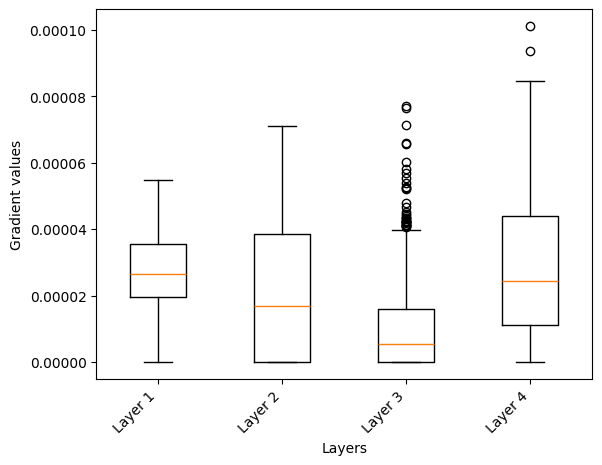 0.00010
0.00008
0.00006
0.00004
0.00002
0.00000
Gradient values
Layer 1
Layer 2
Layer 3
Layer 4
Layers